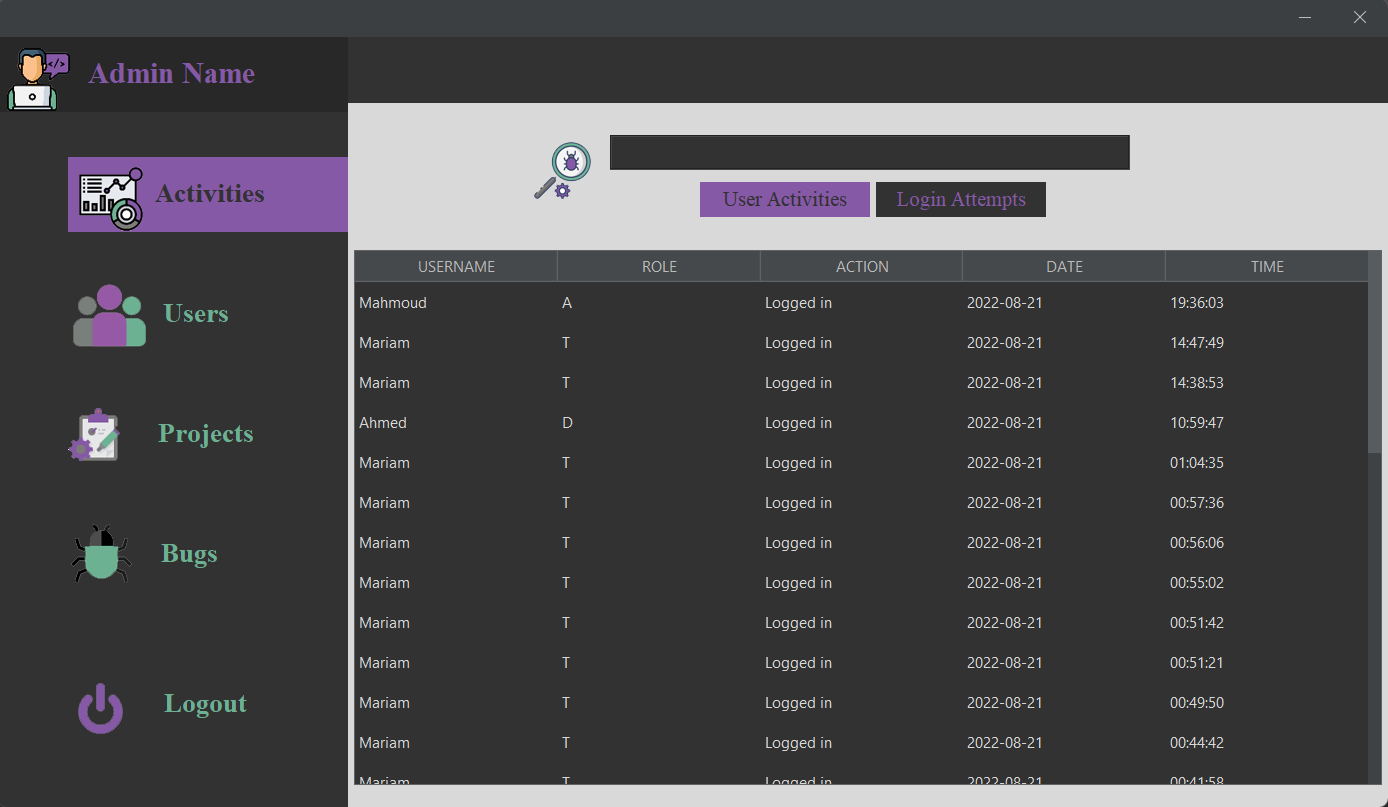 Admin Name
Activities
Users
Projects
Bugs
Logout
User Activities Login Attempts
USERNAME ROLE ACTION DATE TIME
Mahmoud A Logged in 2022-08-21 19:36:03
Mariam T Logged in 2022-08-21 14:47:49
Mariam T Logged in 2022-08-21 14:38:53
Ahmed D Logged in 2022-08-21 10:59:47
Mariam T Logged in 2022-08-21 01:04:35
Mariam T Logged in 2022-08-21 00:57:36
Mariam T Logged in 2022-08-21 00:56:06
Mariam T Logged in 2022-08-21 00:55:02
Mariam T Logged in 2022-08-21 00:51:42
Mariam T Logged in 2022-08-21 00:51:21
Mariam T Logged in 2022-08-21 00:49:50
Mariam T Logged in 2022-08-21 00:44:42
Mariam T Logged in 2022-08-21 00:41:58